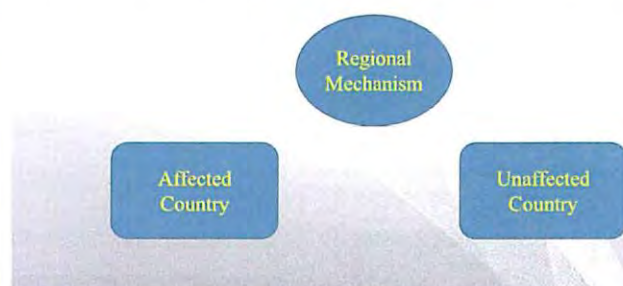 Regional
Mechanism
Affected
Country
Unaffected
Country